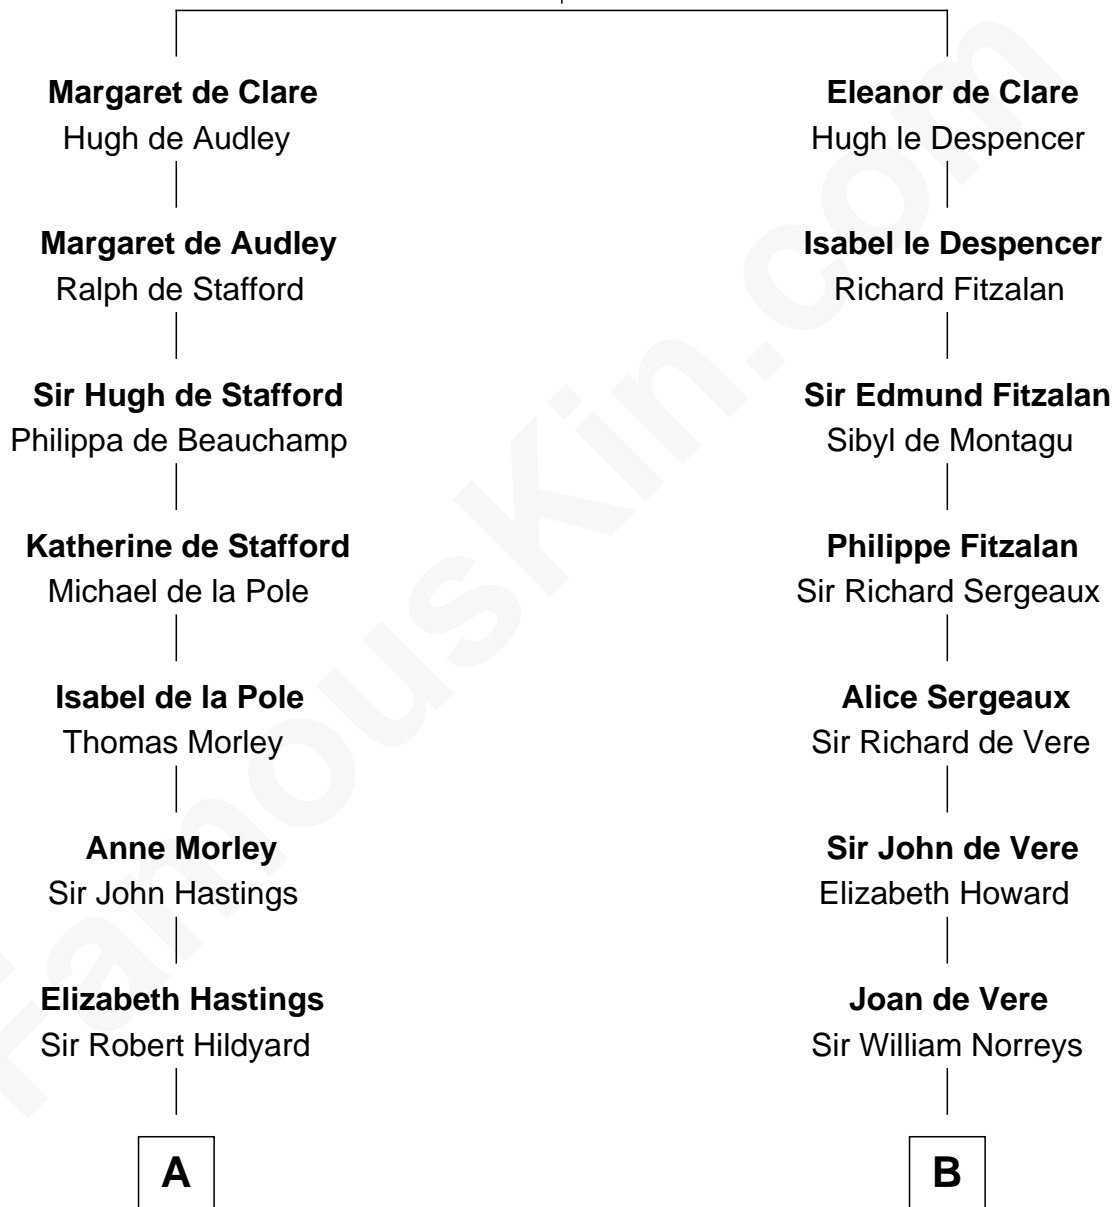 Margaret de Clare
Hugh de Audley
Margaret de Audley
Ralph de Stafford
Sir Hugh de Stafford
Philippa de Beauchamp
Katherine de Stafford
Michael de la Pole
Isabel de la Pole
Thomas Morley
Anne Morley
Sir John Hastings
Elizabeth Hastings
Sir Robert Hildyard
A
Eleanor de Clare
Hugh le Despencer
Isabel le Despencer
Richard Fitzalan
Sir Edmund Fitzalan
Sibyl de Montagu
Philippe Fitzalan
Sir Richard Sergeaux
Alice Sergeaux
Sir Richard de Vere
Sir John de Vere
Elizabeth Howard
Joan de Vere
Sir William Norreys
B
FamousKin.com